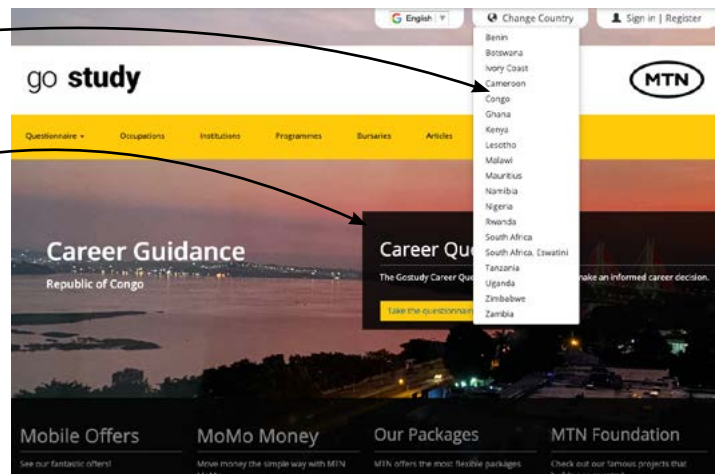 English
Change Country
Sign in | Register
go study
MTN
Benin
Botswana
Ivory Coast
Cameroon
Congo
Ghana
Kenya
Lesotho
Malawi
Mauritius
Namibia
Nigeria
Rwanda
South Africa
South Africa, Eswatini
Tanzania
Uganda
Zimbabwe
Zambia
Questionnaire
Occupations
Institutions
Programmes
Bursaries
Articles
Career Guidance
Republic of Congo
Career Que
The Gostudy Career Que
make an informed career decision.
Take the questionnair
Mobile Offers
See our fantastic offers!
MoMo Money
Move money the simple way with MTN
Our Packages
MTN offers the most flexible packages
MTN Foundation
Check out our famous projects that